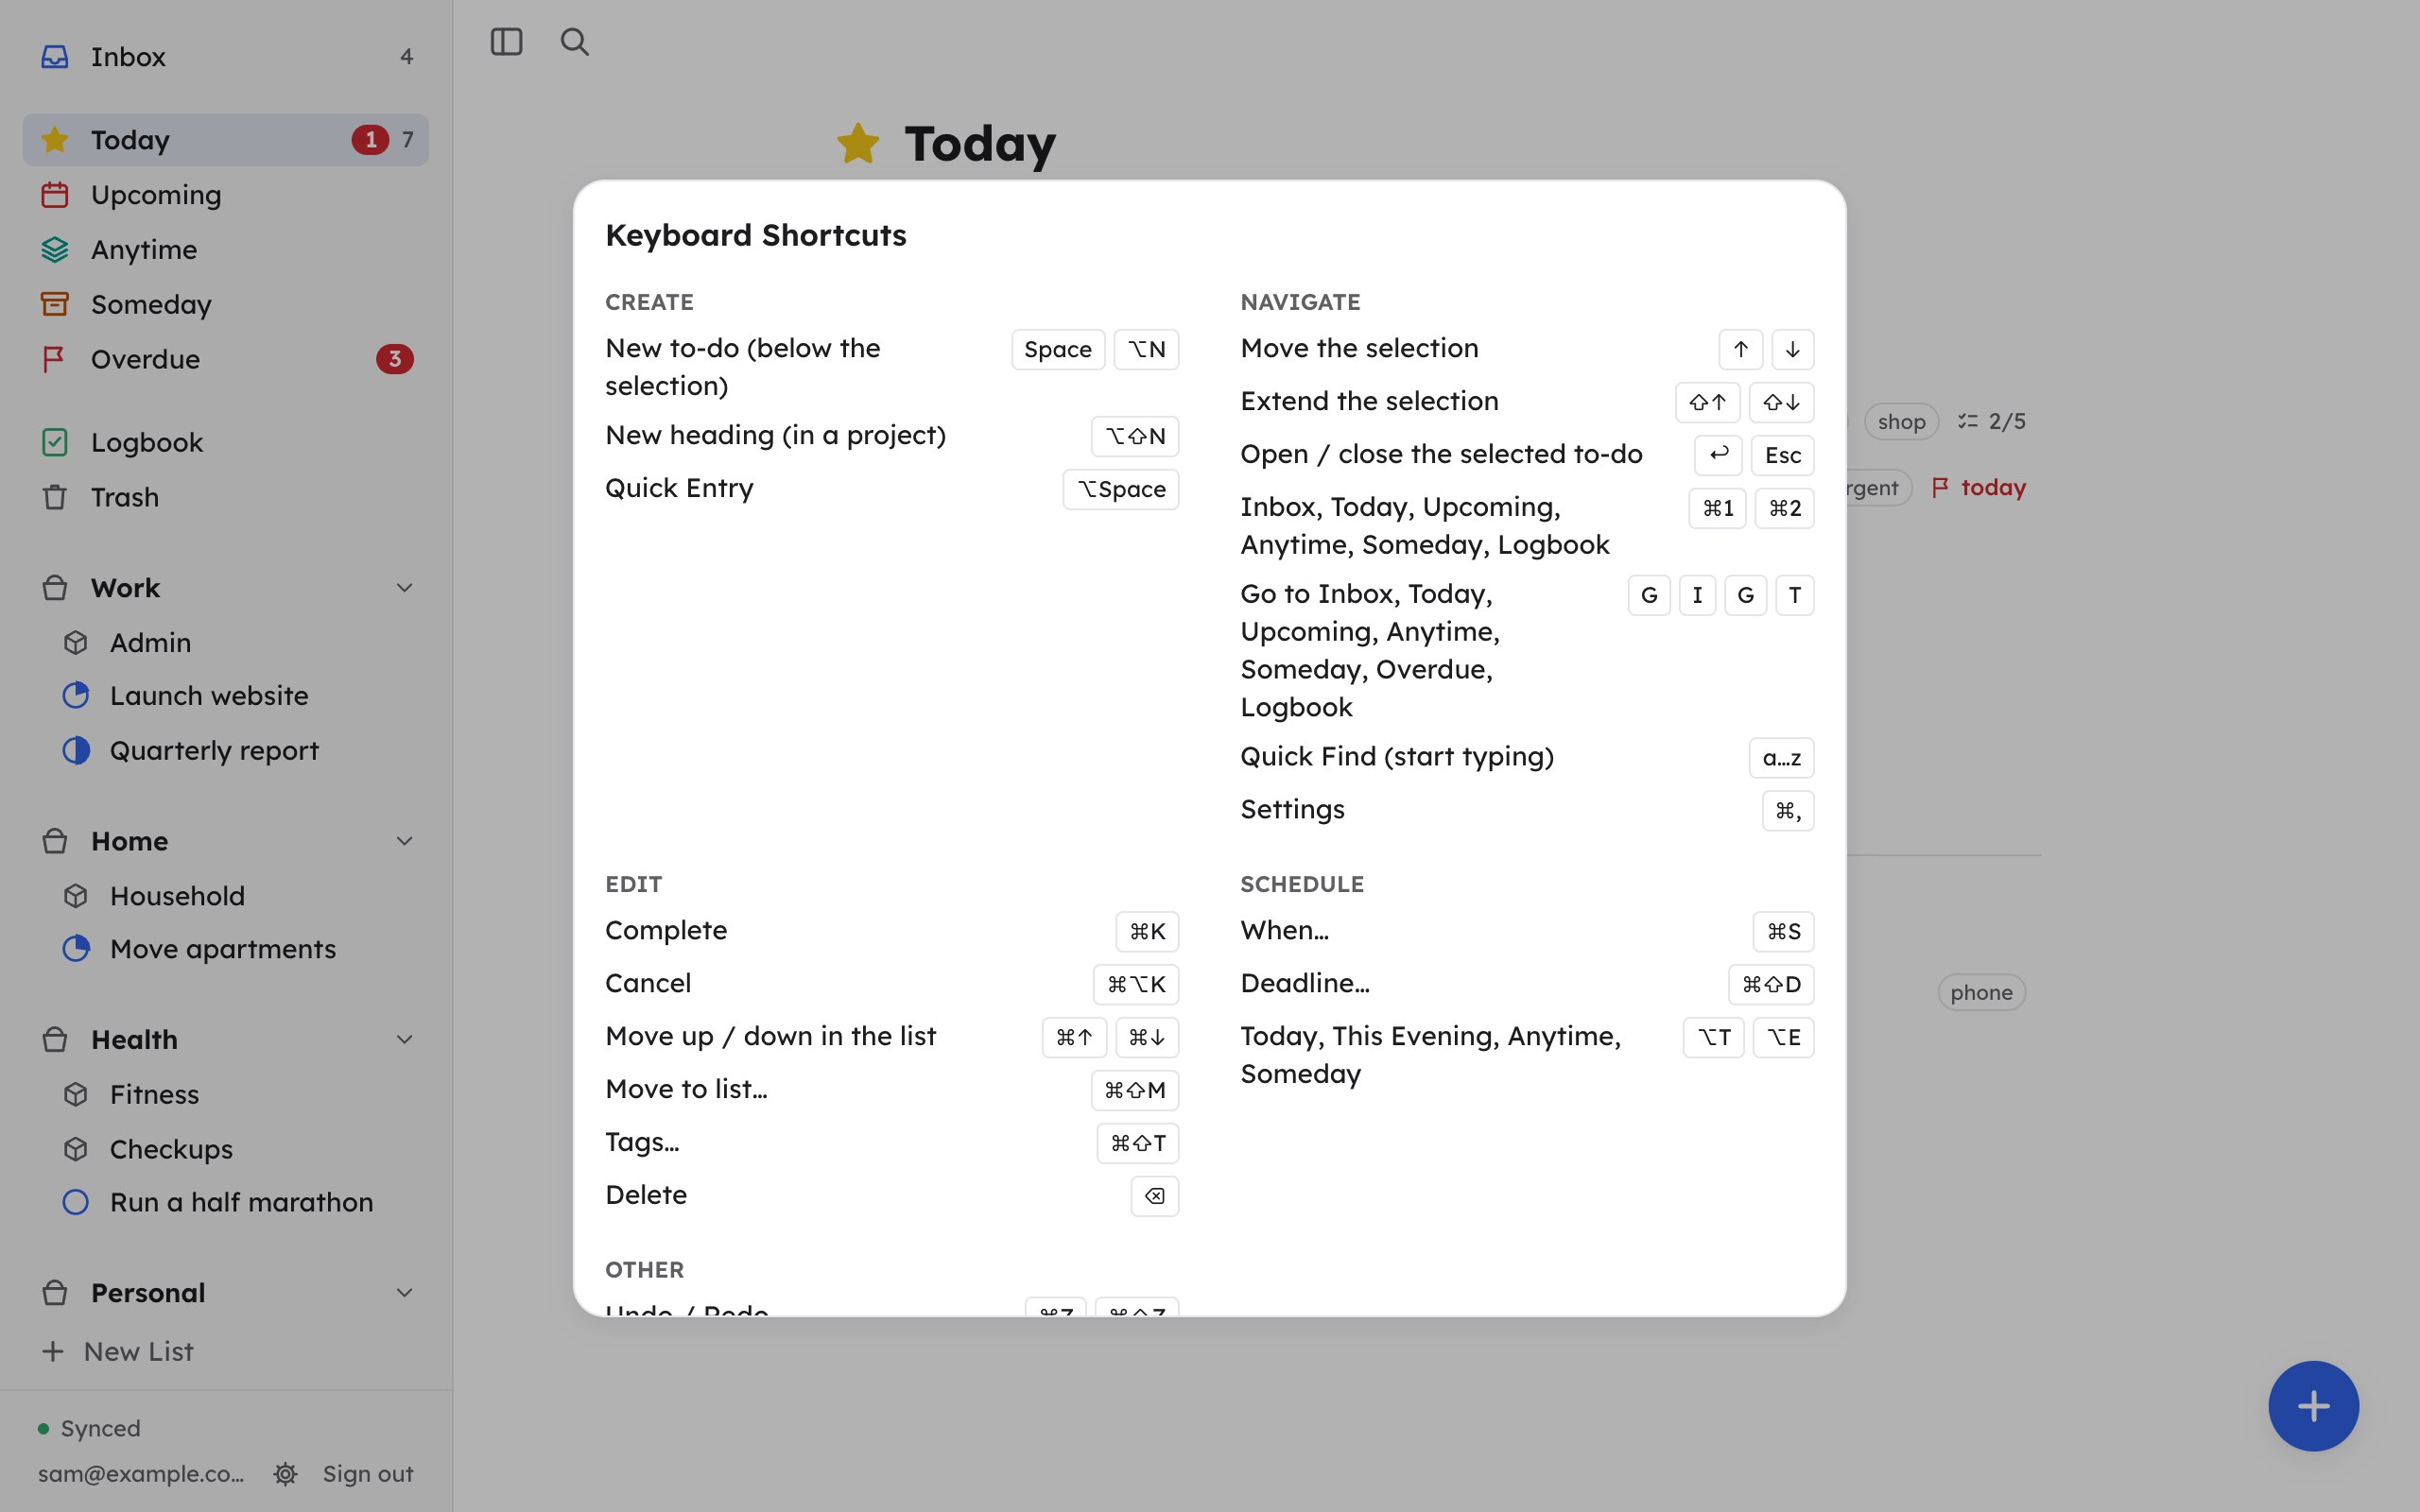 Inbox 4
Today 1 7
Upcoming
Anytime
Someday
Overdue 3
Logbook
Trash
Work
Admin
Launch website
Quarterly report
Home
Household
Move apartments
Health
Fitness
Checkups
Run a half marathon
Personal
New List
Synced
sam@example.co… Sign out
Today
shop 2/5
today
phone
Keyboard Shortcuts
CREATE
New to-do (below the Space ⌥N
selection)
New heading (in a project) ⌥⇧N
Quick Entry ⌥Space
NAVIGATE
Move the selection ↑ ↓
Extend the selection ⇧↑ ⇧↓
Open / close the selected to-do ↩ Esc
Inbox, Today, Upcoming, ⌘1 ⌘2
Anytime, Someday, Logbook
Go to Inbox, Today, G I G T
Upcoming, Anytime,
Someday, Overdue,
Logbook
Quick Find (start typing) a…z
Settings ⌘,
EDIT
Complete ⌘K
Cancel ⌘⌥K
Move up / down in the list ⌘↑ ⌘↓
Move to list… ⌘⇧M
Tags… ⌘⇧T
Delete ⌫
SCHEDULE
When… ⌘S
Deadline… ⌘⇧D
Today, This Evening, Anytime, ⌥T ⌥E
Someday
OTHER
Undo / Redo ⌘Z ⌘⇧Z